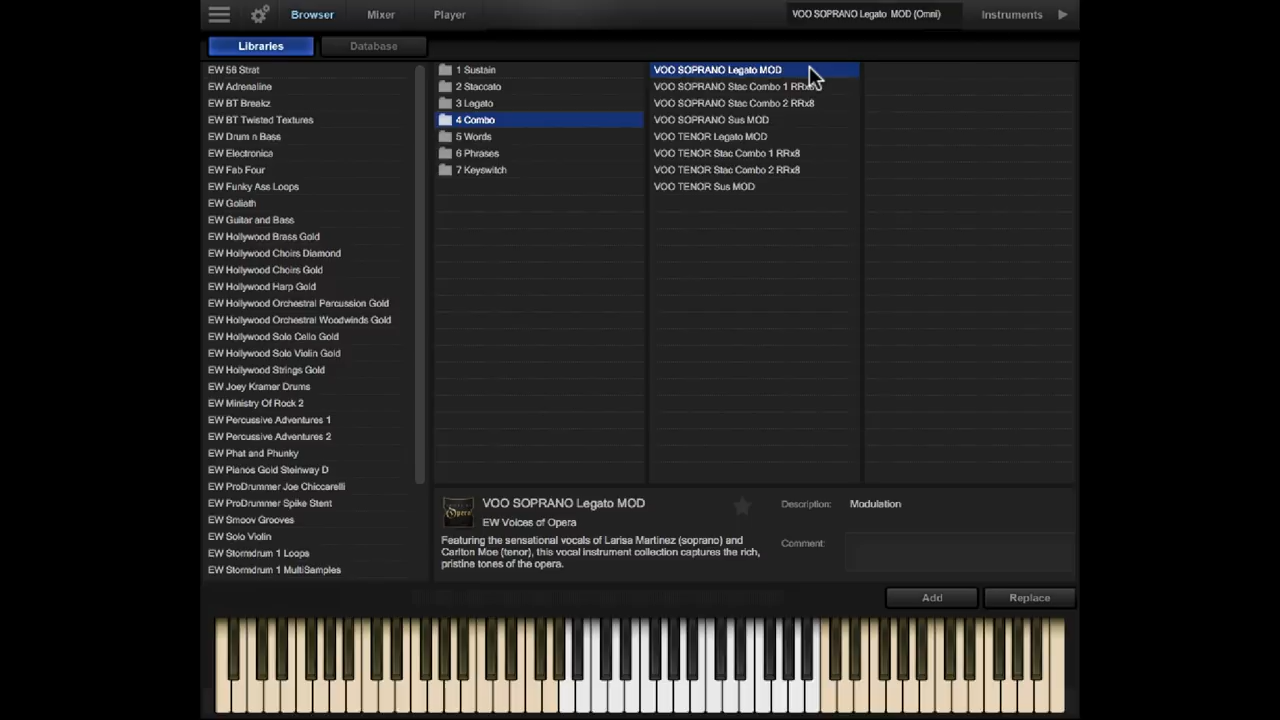 Browser
Mixer
Player
VOO SOPRANO Legato MOD (Omni)
Instruments
Libraries
Database
EW 56 Strat
EW Adrenaline
EW BT Breakz
EW BT Twisted Textures
EW Drum n Bass
EW Electronica
EW Fab Four
EW Funky Ass Loops
EW Goliath
EW Guitar and Bass
EW Hollywood Brass Gold
EW Hollywood Choirs Diamond
EW Hollywood Choirs Gold
EW Hollywood Harp Gold
EW Hollywood Orchestral Percussion Gold
EW Hollywood Orchestral Woodwinds Gold
EW Hollywood Solo Cello Gold
EW Hollywood Solo Violin Gold
EW Hollywood Strings Gold
EW Joey Kramer Drums
EW Ministry Of Rock 2
EW Percussive Adventures 1
EW Percussive Adventures 2
EW Phat and Phunky
EW Pianos Gold Steinway D
EW ProDrummer Joe Chiccarelli
EW ProDrummer Spike Stent
EW Smoov Grooves
EW Solo Violin
EW Stormdrum 1 Loops
EW Stormdrum 1 MultiSamples
1 Sustain
2 Staccato
3 Legato
4 Combo
5 Words
6 Phrases
7 Keyswitch
VOO SOPRANO Legato MOD
VOO SOPRANO Stac Combo 1
VOO SOPRANO Stac Combo 2 RRx8
VOO SOPRANO Sus MOD
VOO TENOR Legato MOD
VOO TENOR Stac Combo 1 RRx8
VOO TENOR Stac Combo 2 RRx8
VOO TENOR Sus MOD
Opera
VOO SOPRANO Legato MOD
EW Voices of Opera
Featuring the sensational vocals of Larisa Martinez (soprano) and
Carlton Moe (tenor), this vocal instrument collection captures the rich,
pristine tones of the opera.
Description:
Modulation
Comment:
Add
Replace